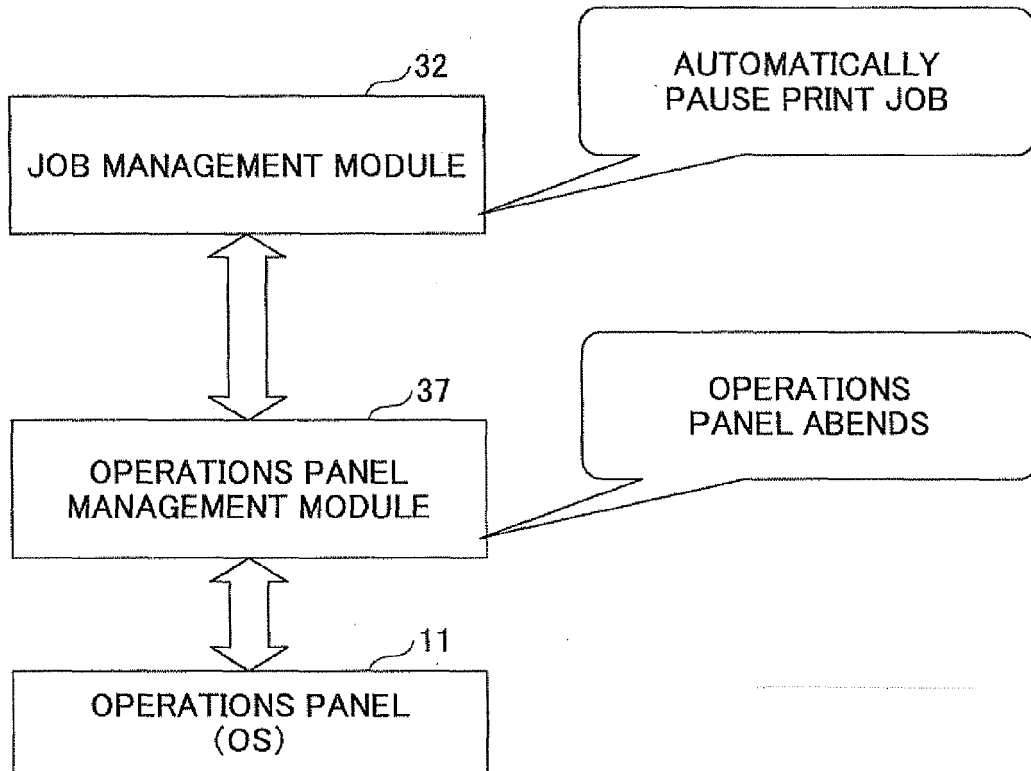 32
AUTOMATICALLY
PAUSE PRINT JOB
JOB MANAGEMENT MODULE
37
OPERATIONS
PANEL ABENDS
OPERATIONS PANEL
MANAGEMENT MODULE
11
OPERATIONS PANEL
(OS)